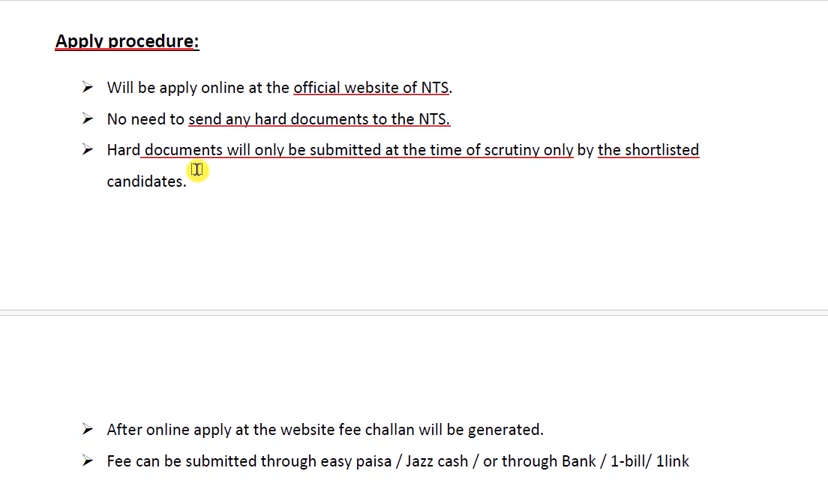 Apply procedure:
➤ Will be apply online at the official website of NTS.
➤ No need to send any hard documents to the NTS.
➤ Hard documents will only be submitted at the time of scrutiny only by the shortlisted
candidates.
➤ After online apply at the website fee challan will be generated.
➤ Fee can be submitted through easy paisa / Jazz cash / or through Bank / 1-bill/ 1link